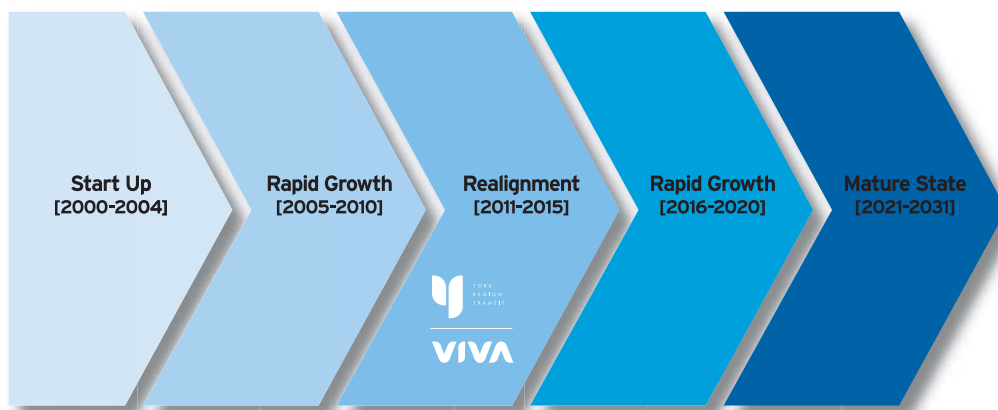 Start Up
[2000-2004]
Rapid Growth
[2005-2010]
Realignment
[2011-2015]
Rapid Growth
[2016-2020]
Mature State
[2021-2031]
YORK
REGION
TRANSIT
VIVA